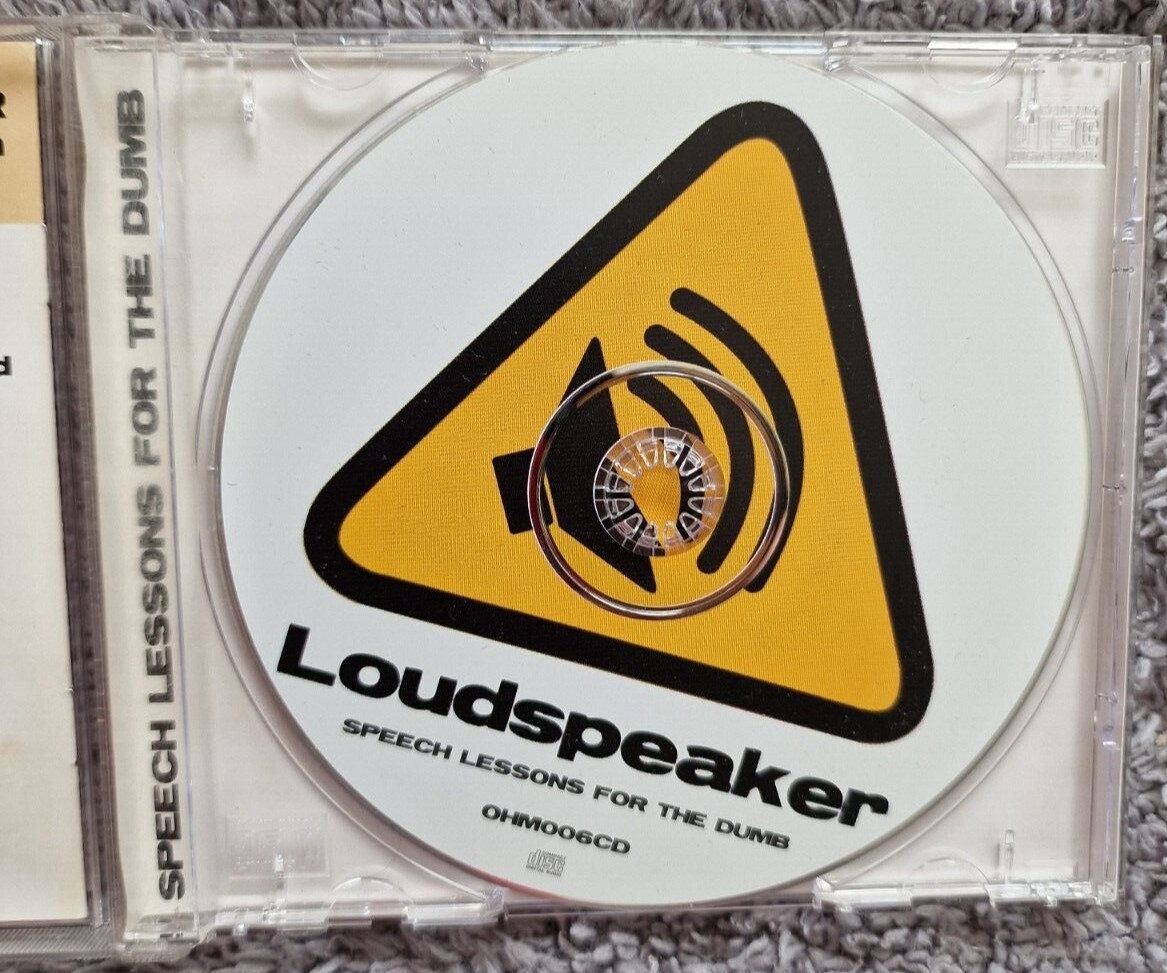 SPEECH LESSONS FOR THE DUMB
Loudspeaker
SPEECH LESSONS FOR THE DUMB
OHM006CD